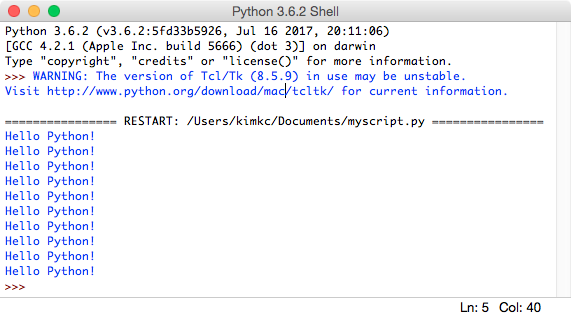 Python 3.6.2 Shell
Python 3.6.2 (v3.6.2:5fd33b5926, Jul 16 2017, 20:11:06)
[GCC 4.2.1 (Apple Inc. build 5666) (dot 3)] on darwin
Type "copyright", "credits" or "license()" for more information.
>>> WARNING: The version of Tcl/Tk (8.5.9) in use may be unstable.
Visit http://www.python.org/download/mac/tcltk/ for current information.
================ RESTART: /Users/kimkc/Documents/myscript.py ================
Hello Python!
Hello Python!
Hello Python!
Hello Python!
Hello Python!
Hello Python!
Hello Python!
Hello Python!
Hello Python!
Hello Python!
>>>
Ln: 5 Col: 40